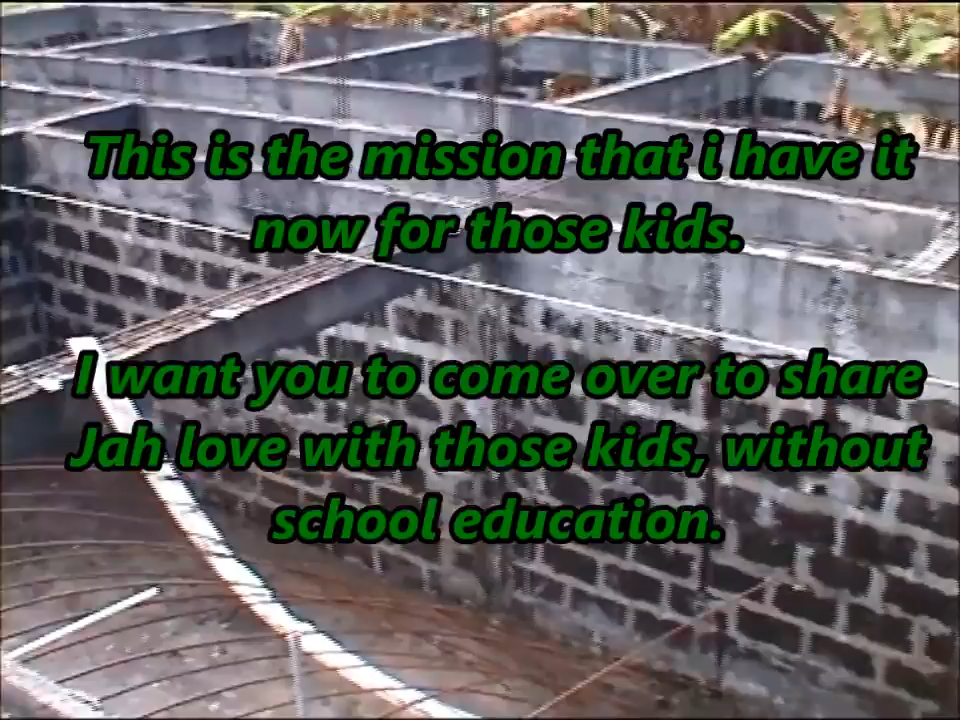 This is the mission that i have it
now for those kids.
I want you to come over to share
Jah love with those kids, without
school education.